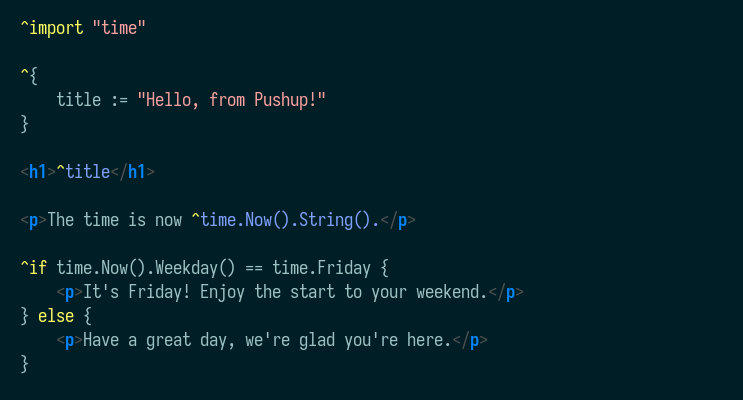 ^import "time"

^{
    title := "Hello, from Pushup!"
}

<h1>^title</h1>

<p>The time is now ^time.Now().String().</p>

^if time.Now().Weekday() == time.Friday {
    <p>It's Friday! Enjoy the start to your weekend.</p>
} else {
    <p>Have a great day, we're glad you're here.</p>
}